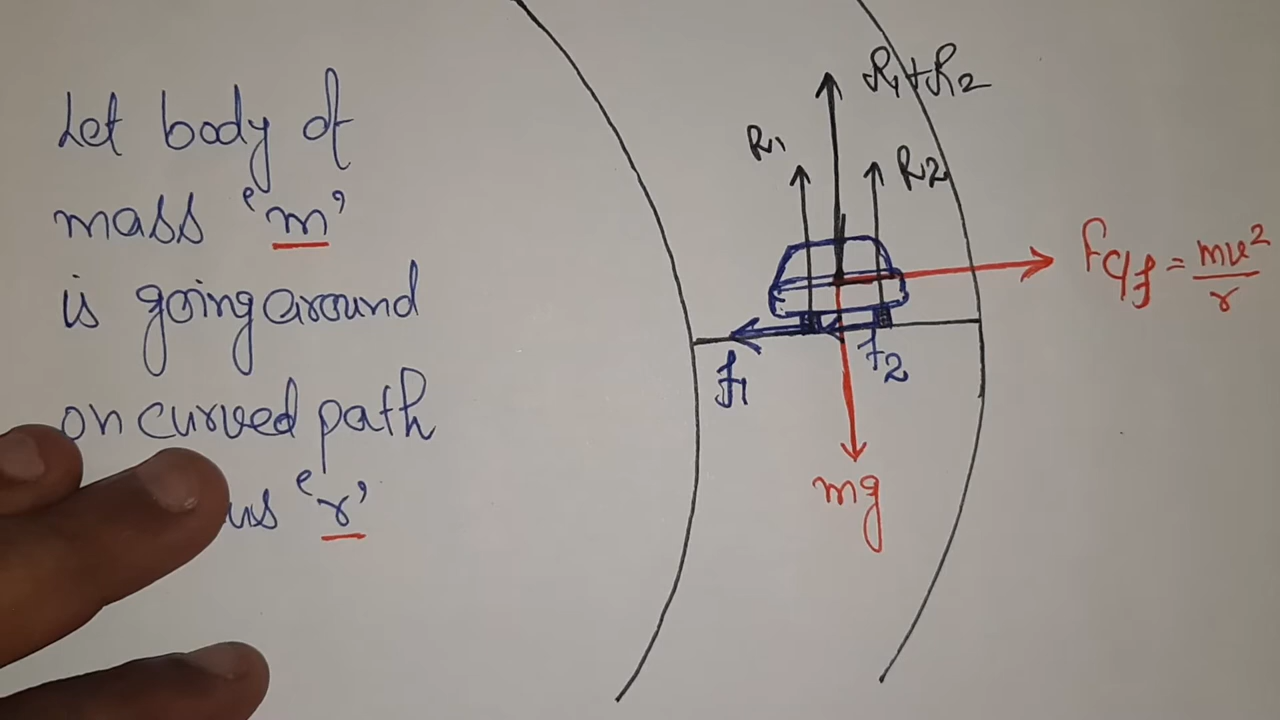 Let body of
mass 'm'
is going around
on curved path
'r'
R1+R2
R1
R2
Fcf = mv²/r
f1
f2
mg